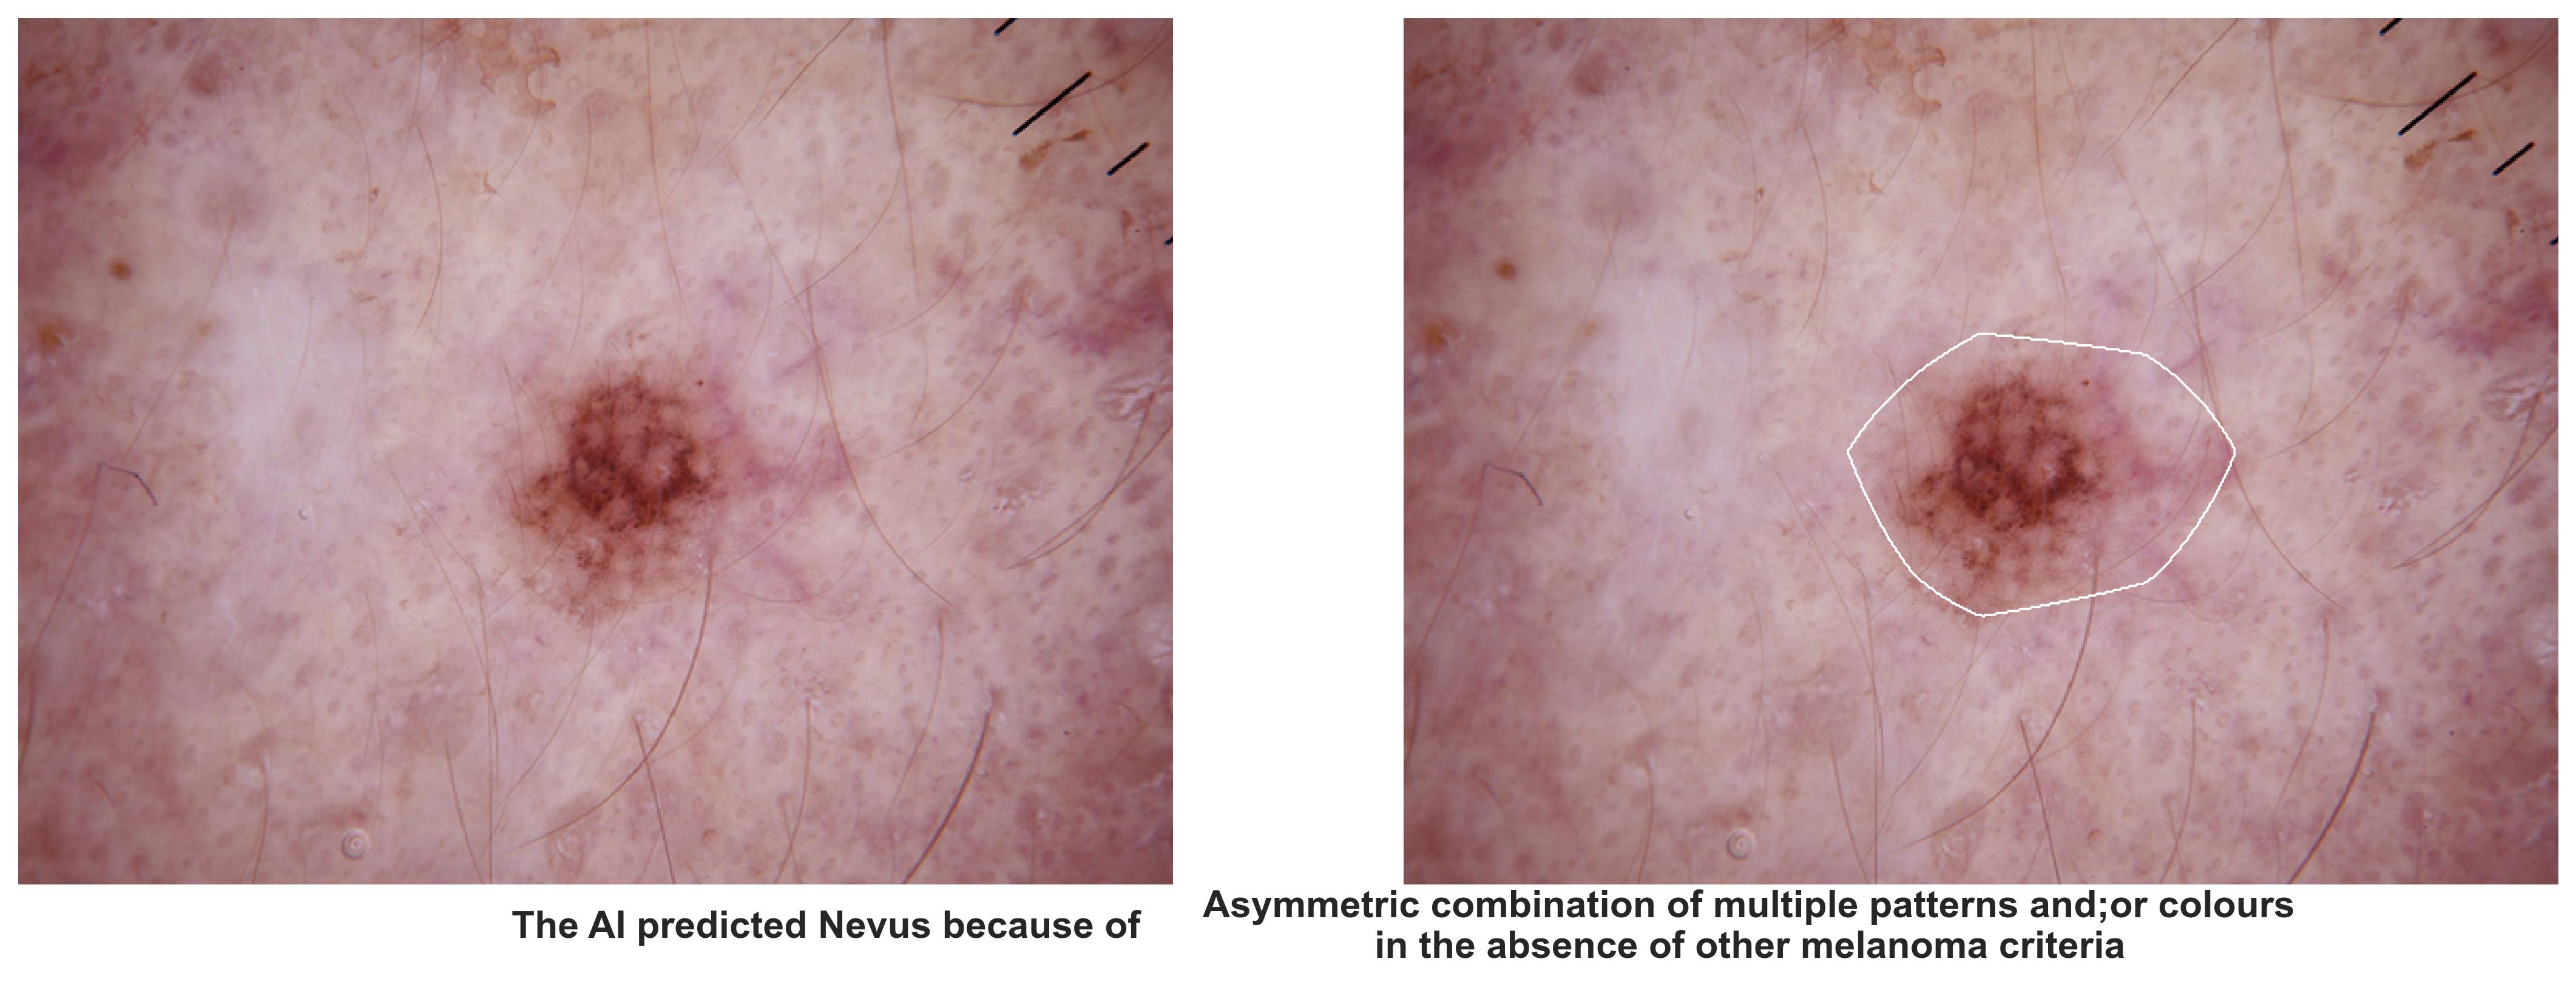 The AI predicted Nevus because of
Asymmetric combination of multiple patterns and;or colours
in the absence of other melanoma criteria